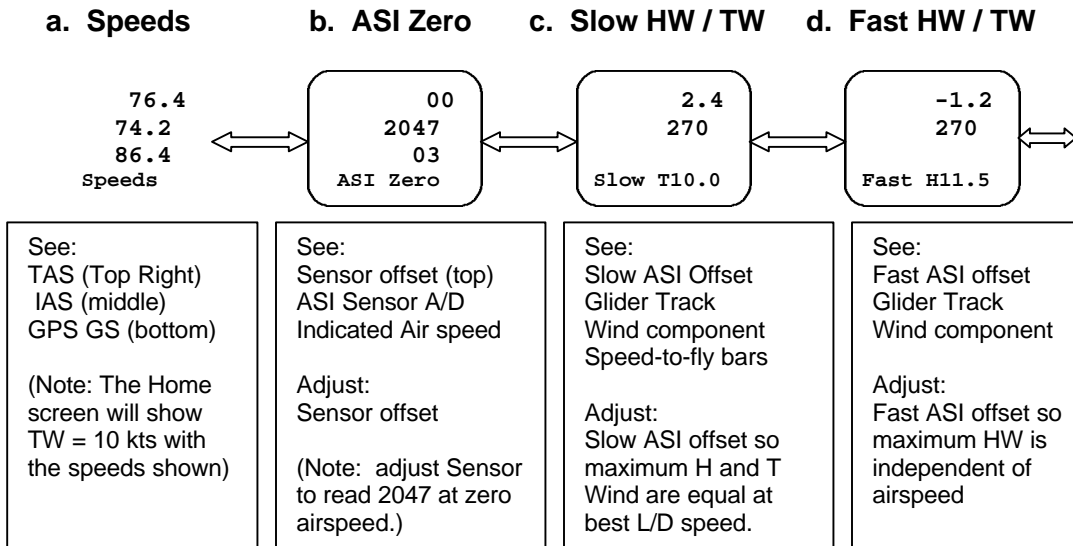 a. Speeds
b. ASI Zero
c. Slow HW / TW
d. Fast HW / TW
76.4
74.2
86.4
Speeds
00
2047
03
ASI Zero
2.4
270
Slow T10.0
-1.2
270
Fast H11.5
See:
TAS (Top Right)
IAS (middle)
GPS GS (bottom)
(Note: The Home
screen will show
TW = 10 kts with
the speeds shown)
See:
Sensor offset (top)
ASI Sensor A/D
Indicated Air speed
Adjust:
Sensor offset
(Note: adjust Sensor
to read 2047 at zero
airspeed.)
See:
Slow ASI Offset
Glider Track
Wind component
Speed-to-fly bars
Adjust:
Slow ASI offset so
maximum H and T
Wind are equal at
best L/D speed.
See:
Fast ASI offset
Glider Track
Wind component
Adjust:
Fast ASI offset so
maximum HW is
independent of
airspeed